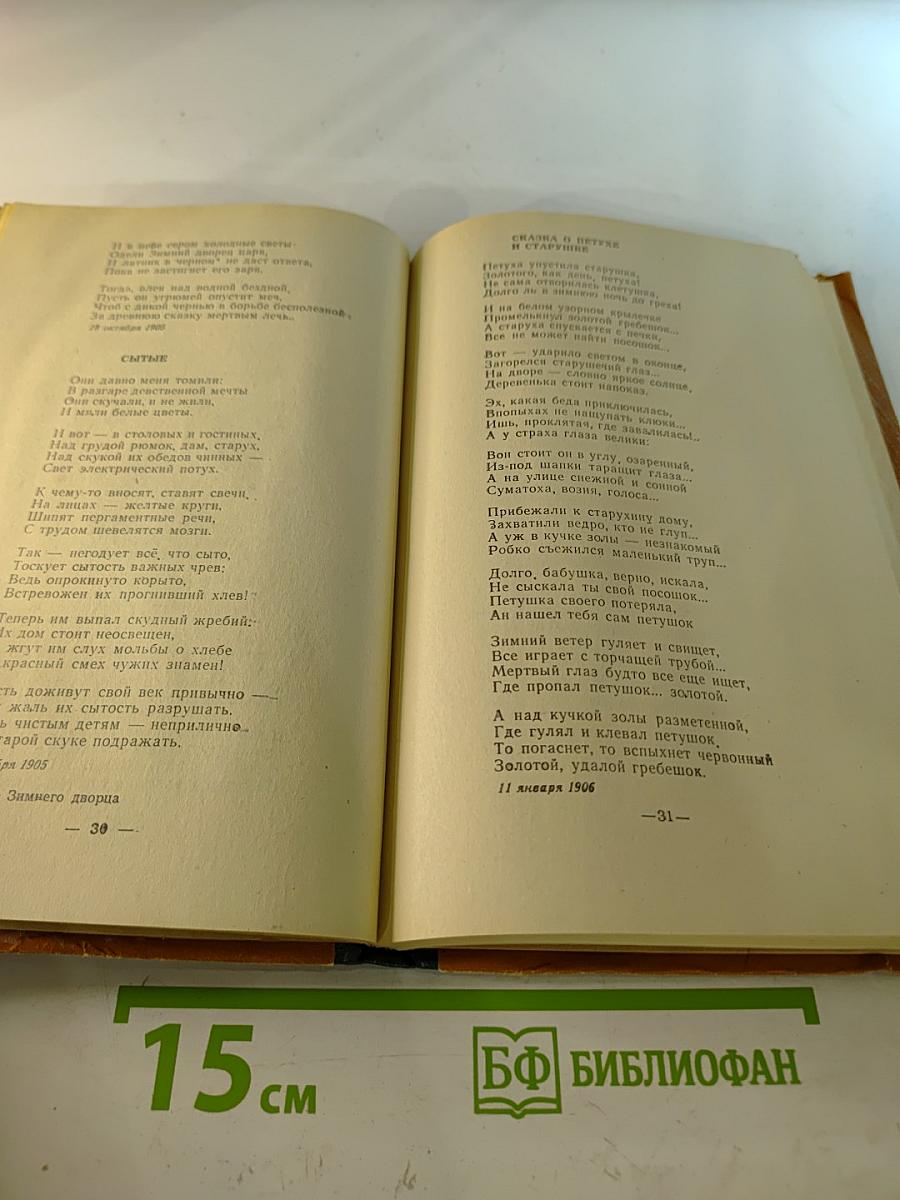 И в небе сером холодные светы
Одели Зимний дворец царя,
И латник в черном* не даст ответа,
Пока не застигнет его заря.
Тогда, алея над водной бездной,
Пусть он угрюмей опустит меч,
Чтоб с дикой чернью в борьбе бесполезной
За древнюю сказку мертвым лечь..
18 октября 1905
СЫТЫЕ
Они давно меня томили:
В разгаре девственной мечты
Они скучали, и не жили,
И мяли белые цветы.
И вот — в столовых и гостиных,
Над грудой рюмок, дам, старух,
Над скукой их обедов чинных —
Свет электрический потух.
К чему-то вносят, ставят свечи,
На лицах — желтые круги,
Шипят пергаментные речи,
С трудом шевелятся мозги.
Так — негодует всё, что сыто,
Тоскует сытость важных чрев:
Ведь опрокинуто корыто,
Встревожен их прогнивший хлев!
Теперь им выпал скудный жребий:
Их дом стоит неосвещен,
жгут им слух мольбы о хлебе
красный смех чужих знамен!
сть доживут свой век привычно —
жаль их сытость разрушать.
ь чистым детям — неприлично
тарой скуке подражать.
бря 1905
Зимнего дворца
— 30 —
СКАЗКА О ПЕТУХЕ
И СТАРУШКЕ
Петуха упустила старушка,
Золотого, как день, петуха!
Не сама отворилась клетушка,
Долго ль в зимнюю ночь до греха!
И на белом узорном крылечке
Промелькнул золотой гребешок...
А старуха спускается с печки,
Все не может найти посошок...
Вот — ударило светом в оконце,
Загорелся старушечий глаз...
На дворе — словно яркое солнце,
Деревенька стоит напоказ.
Эх, какая беда приключилась,
Впопыхах не нащупать клюки...
Ишь, проклятая, где завалилась!..
А у страха глаза велики:
Вон стоит он в углу, озаренный,
Из-под шапки таращит глаза...
А на улице снежной и сонной
Суматоха, возня, голоса...
Прибежали к старухину дому,
Захватили ведро, кто не глуп...
А уж в кучке золы — незнакомый
Робко съежился маленький труп...
Долго, бабушка, верно, искала,
Не сыскала ты свой посошок...
Петушка своего потеряла,
Ан нашел тебя сам петушок
Зимний ветер гуляет и свищет,
Все играет с торчащей трубой...
Мертвый глаз будто все еще ищет,
Где пропал петушок... золотой.
А над кучкой золы разметенной,
Где гулял и клевал петушок,
То погаснет, то вспыхнет червонный
Золотой, удалой гребешок.
11 января 1906
—31—
15 см
БФ БИБЛИОФАН